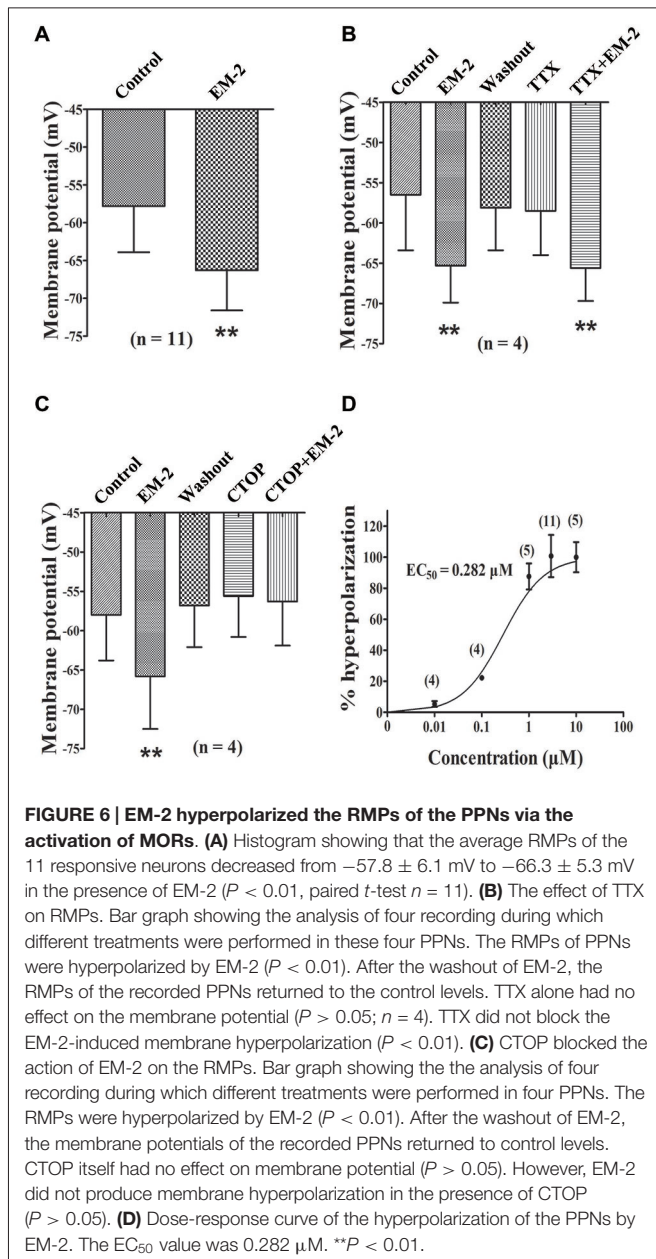 A
Control
EM-2
Membrane potential (mV)
-45
-50
-55
-60
-65
-70
-75
(n = 11)
**
B
Control
EM-2
Washout
TTX
TTX+EM-2
Membrane potential (mV)
-45
-50
-55
-60
-65
-70
-75
**
(n = 4)
**
C
Control
EM-2
Washout
CTOP
CTOP+EM-2
Membrane potential (mV)
-45
-50
-55
-60
-65
-70
-75
**
(n = 4)
D
% hyperpolarization
120
100
80
60
40
20
0
EC50 = 0.282 µM
(4)
(4)
(5)
(11)
(5)
0
0.01
0.1
1
10
100
Concentration (µM)
FIGURE 6 | EM-2 hyperpolarized the RMPs of the PPNs via the
activation of MORs. (A) Histogram showing that the average RMPs of the
11 responsive neurons decreased from −57.8 ± 6.1 mV to −66.3 ± 5.3 mV
in the presence of EM-2 (P < 0.01, paired t-test n = 11). (B) The effect of TTX
on RMPs. Bar graph showing the analysis of four recording during which
different treatments were performed in these four PPNs. The RMPs of PPNs
were hyperpolarized by EM-2 (P < 0.01). After the washout of EM-2, the
RMPs of the recorded PPNs returned to the control levels. TTX alone had no
effect on the membrane potential (P > 0.05; n = 4). TTX did not block the
EM-2-induced membrane hyperpolarization (P < 0.01). (C) CTOP blocked the
action of EM-2 on the RMPs. Bar graph showing the the analysis of four
recording during which different treatments were performed in four PPNs. The
RMPs were hyperpolarized by EM-2 (P < 0.01). After the washout of EM-2,
the membrane potentials of the recorded PPNs returned to control levels.
CTOP itself had no effect on membrane potential (P > 0.05). However, EM-2
did not produce membrane hyperpolarization in the presence of CTOP
(P > 0.05). (D) Dose-response curve of the hyperpolarization of the PPNs by
EM-2. The EC50 value was 0.282 µM. **P < 0.01.